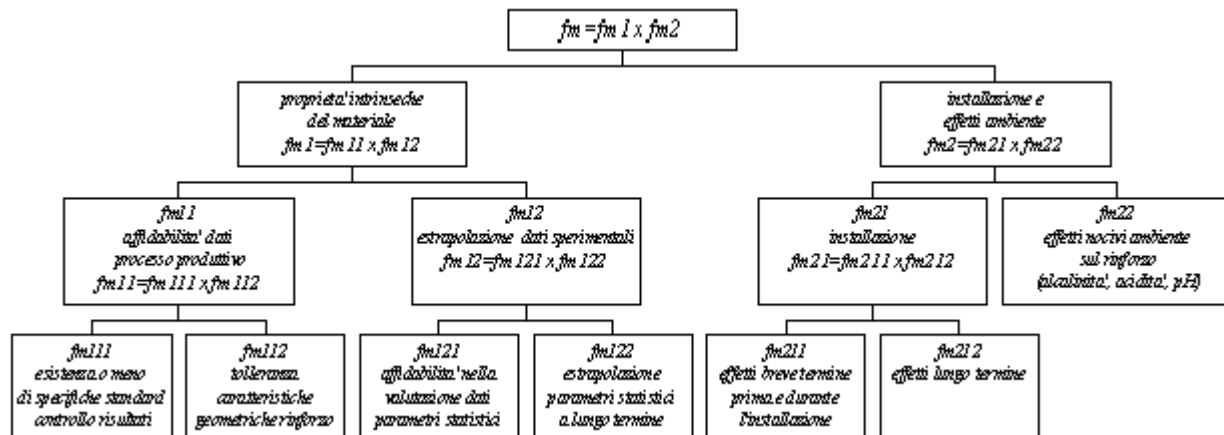 fm =fm1 x fm2
proprieta' intrinseche
del materiale
fm1=fm11 x fm12
installazione e
effetti ambiente
fm2=fm21 x fm22
fm11
affidabilita' dati
processo produttivo
fm11=fm111 x fm112
fm12
estrapolazione dati sperimentali
fm12=fm121 x fm122
fm21
installazione
fm21=fm211 x fm212
fm22
effetti nocivi ambiente
sul rinforzo
(alcalinita', acidita', pH)
fm111
esistenza o meno
di specifiche standard
controllo risultati
fm112
tolleranza
caratteristiche
geometriche rinforzo
fm121
affidabilita' nella
valutazione dati
parametri statistici
fm122
estrapolazione
parametri statistici
a lungo termine
fm211
effetti breve termine
prima e durante
l'installazione
fm212
effetti lungo termine